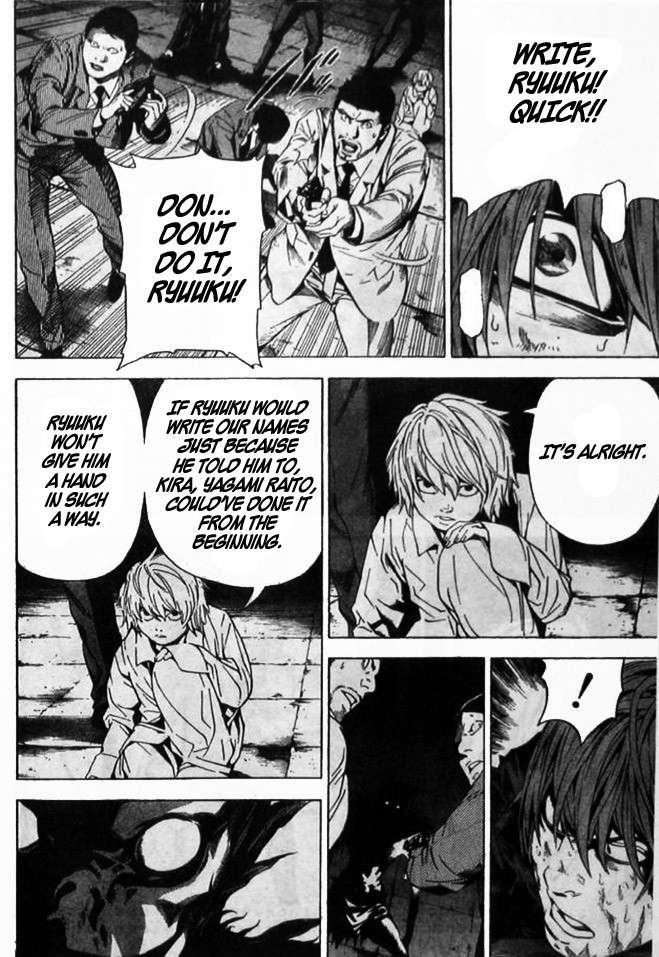 WRITE,
RYUUKU!
QUICK!!
DON...
DON'T
DO IT,
RYUUKU!
IT'S ALRIGHT.
IF RYUUKU WOULD
WRITE OUR NAMES
JUST BECAUSE
HE TOLD HIM TO,
KIRA, YAGAMI RAITO,
COULD'VE DONE IT
FROM THE
BEGINNING.
RYUUKU
WON'T
GIVE HIM
A HAND
IN SUCH
A WAY.
!